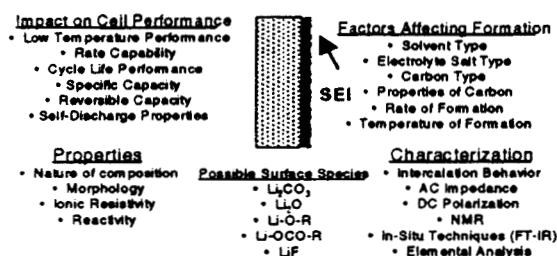 Impact on Cell Performance
• Low Temperature Performance
• Rate Capability
• Cycle Life Performance
• Specific Capacity
• Reversible Capacity
• Self-Discharge Properties
SEI
Factors Affecting Formation
• Solvent Type
• Electrolyte Salt Type
• Carbon Type
• Properties of Carbon
• Rate of Formation
• Temperature of Formation
Properties
• Nature of composition
• Morphology
• Ionic Resistivity
• Reactivity
Possible Surface Species
• Li₂CO₃
• Li₂O
• Li-O-R
• Li-OCO-R
• LiF
Characterization
• Intercalation Behavior
• AC Impedance
• DC Polarization
• NMR
• In-Situ Techniques (FT-IR)
• Elemental Analysis